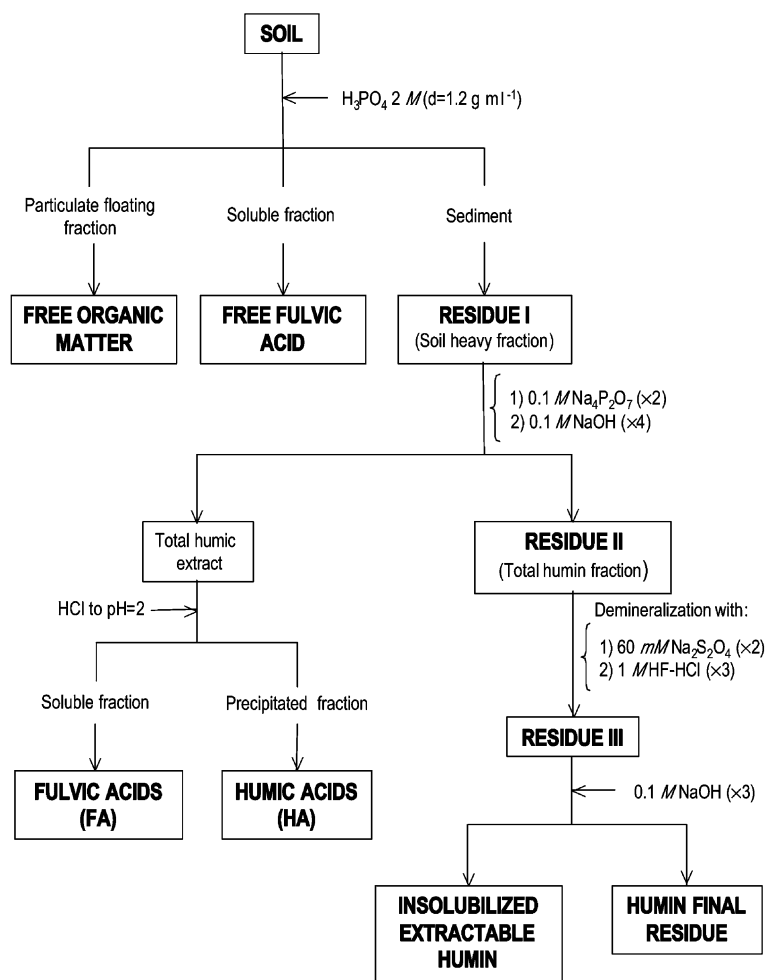 SOIL
H₃PO₄ 2 M (d=1.2 g ml⁻¹)
Particulate floating
fraction
Soluble fraction
Sediment
FREE ORGANIC
MATTER
FREE FULVIC
ACID
RESIDUE I
(Soil heavy fraction)
1) 0.1 M Na₄P₂O₇ (×2)
2) 0.1 M NaOH (×4)
Total humic
extract
RESIDUE II
(Total humin fraction)
HCl to pH=2
Demineralization with:
1) 60 mM Na₂S₂O₄ (×2)
2) 1 M HF-HCl (×3)
Soluble fraction
Precipitated fraction
RESIDUE III
FULVIC ACIDS
(FA)
HUMIC ACIDS
(HA)
0.1 M NaOH (×3)
INSOLUBILIZED
EXTRACTABLE
HUMIN
HUMIN FINAL
RESIDUE